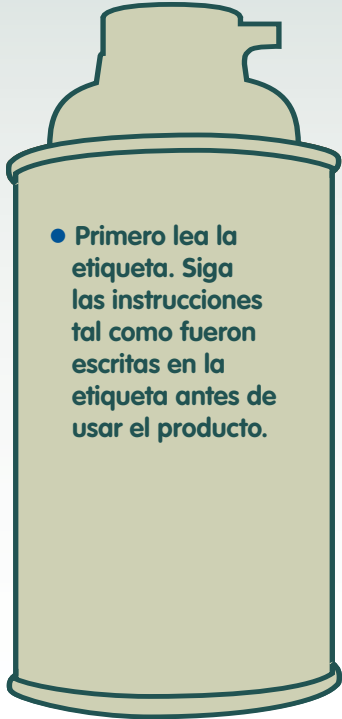 ● Primero lea la
etiqueta. Siga
las instrucciones
tal como fueron
escritas en la
etiqueta antes de
usar el producto.